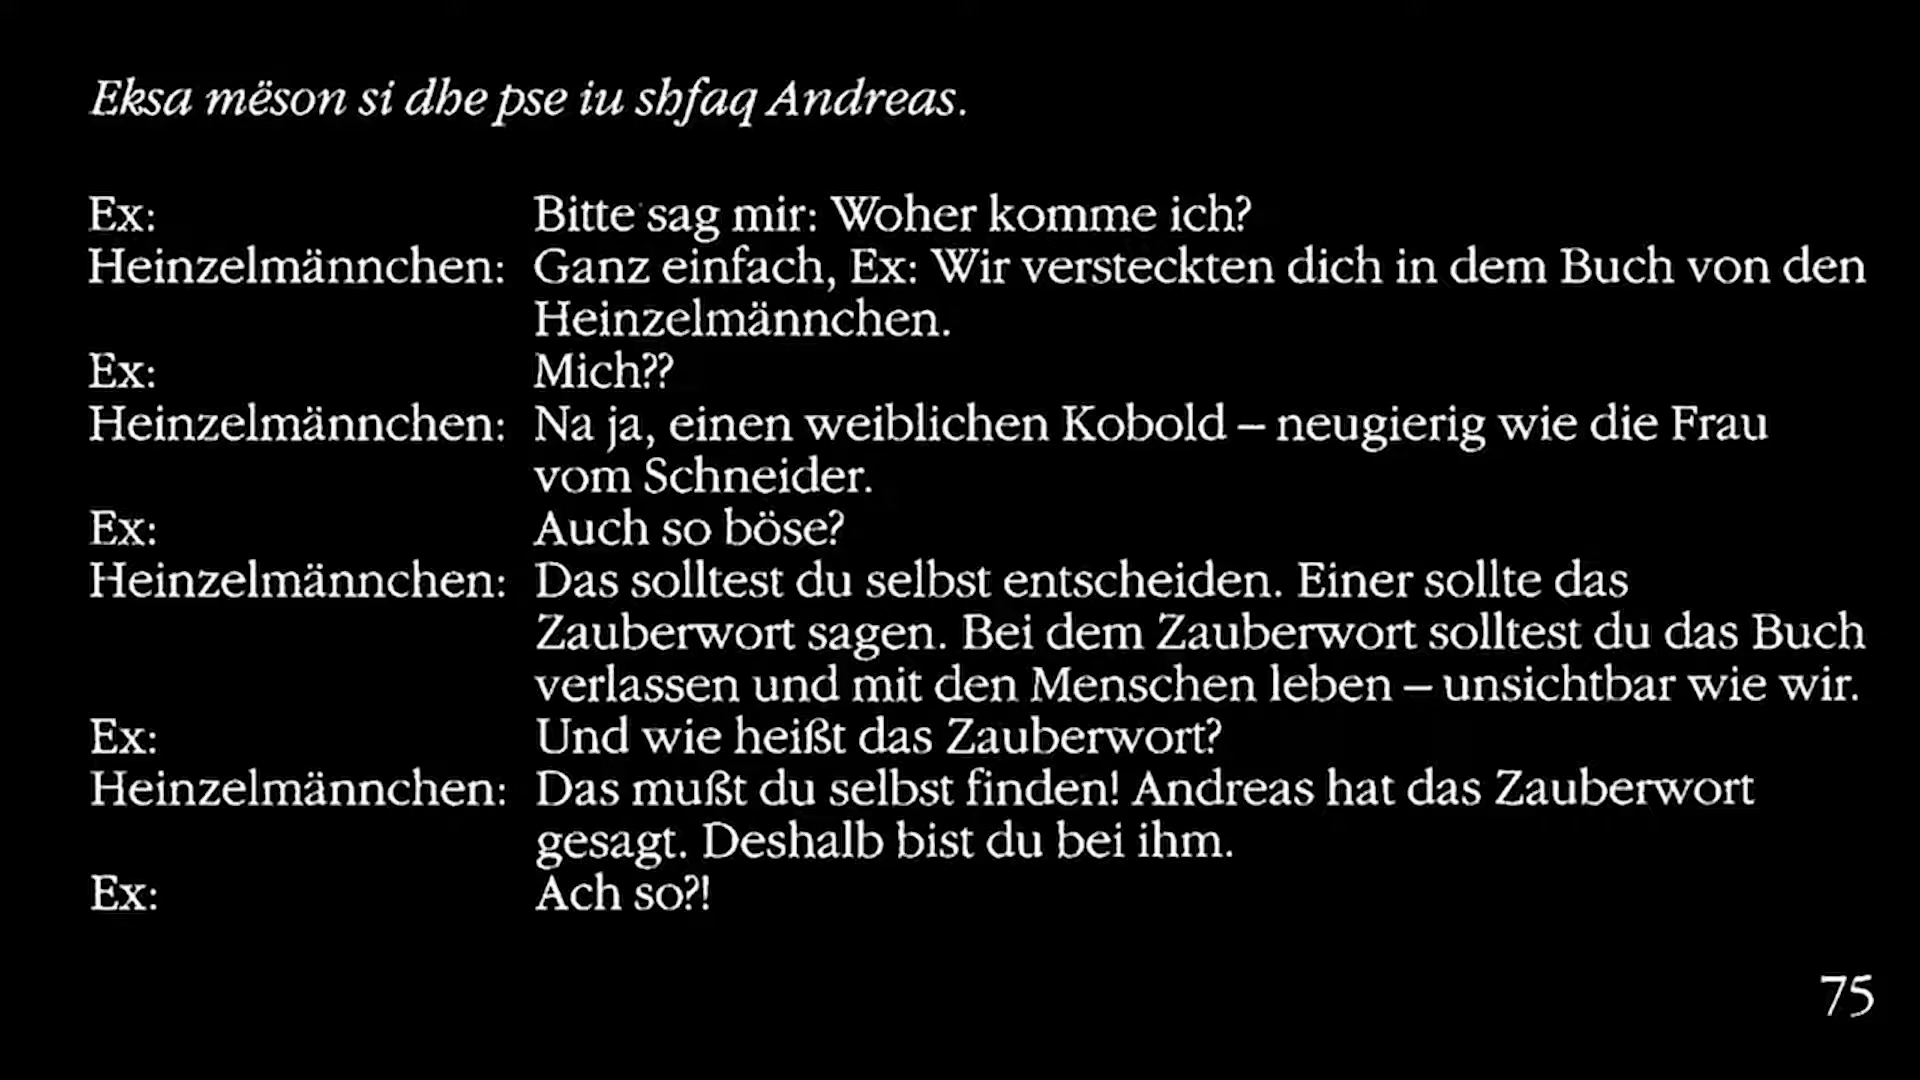 Eksa mëson si dhe pse iu shfaq Andreas.
Ex: Bitte sag mir: Woher komme ich?
Heinzelmännchen: Ganz einfach, Ex: Wir versteckten dich in dem Buch von den
Heinzelmännchen.
Ex: Mich??
Heinzelmännchen: Na ja, einen weiblichen Kobold – neugierig wie die Frau
vom Schneider.
Ex: Auch so böse?
Heinzelmännchen: Das solltest du selbst entscheiden. Einer sollte das
Zauberwort sagen. Bei dem Zauberwort solltest du das Buch
verlassen und mit den Menschen leben – unsichtbar wie wir.
Ex: Und wie heißt das Zauberwort?
Heinzelmännchen: Das mußt du selbst finden! Andreas hat das Zauberwort
gesagt. Deshalb bist du bei ihm.
Ex: Ach so?!
75